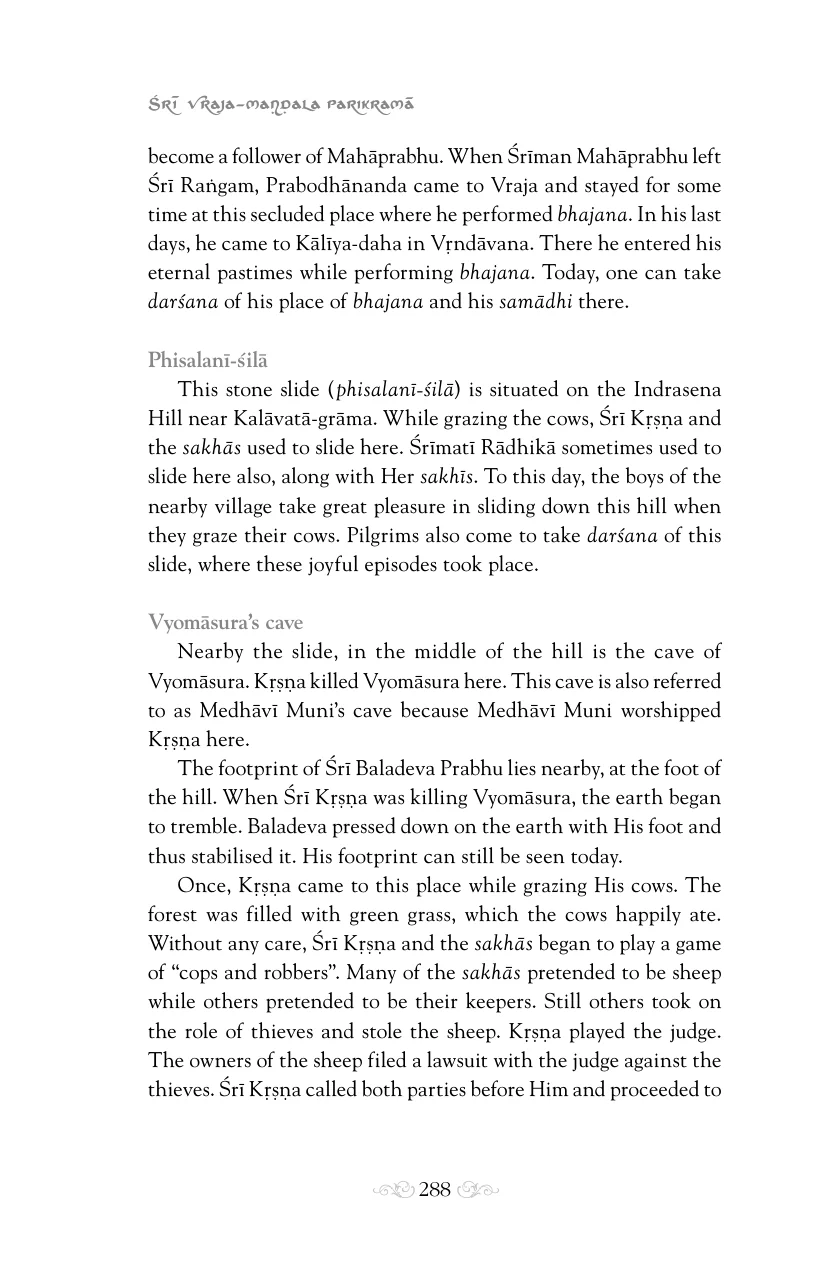 Śrī Vraja-maṇḍala Parikramā
become a follower of Mahāprabhu. When Śrīman Mahāprabhu left
Śrī Raṅgam, Prabodhānanda came to Vraja and stayed for some
time at this secluded place where he performed bhajana. In his last
days, he came to Kālīya-daha in Vṛndāvana. There he entered his
eternal pastimes while performing bhajana. Today, one can take
darśana of his place of bhajana and his samādhi there.
Phisalanī-śilā
This stone slide (phisalanī-śilā) is situated on the Indrasena
Hill near Kalāvatā-grāma. While grazing the cows, Śrī Kṛṣṇa and
the sakhās used to slide here. Śrīmatī Rādhikā sometimes used to
slide here also, along with Her sakhīs. To this day, the boys of the
nearby village take great pleasure in sliding down this hill when
they graze their cows. Pilgrims also come to take darśana of this
slide, where these joyful episodes took place.
Vyomāsura’s cave
Nearby the slide, in the middle of the hill is the cave of
Vyomāsura. Kṛṣṇa killed Vyomāsura here. This cave is also referred
to as Medhāvī Muni’s cave because Medhāvī Muni worshipped
Kṛṣṇa here.
The footprint of Śrī Baladeva Prabhu lies nearby, at the foot of
the hill. When Śrī Kṛṣṇa was killing Vyomāsura, the earth began
to tremble. Baladeva pressed down on the earth with His foot and
thus stabilised it. His footprint can still be seen today.
Once, Kṛṣṇa came to this place while grazing His cows. The
forest was filled with green grass, which the cows happily ate.
Without any care, Śrī Kṛṣṇa and the sakhās began to play a game
of “cops and robbers”. Many of the sakhās pretended to be sheep
while others pretended to be their keepers. Still others took on
the role of thieves and stole the sheep. Kṛṣṇa played the judge.
The owners of the sheep filed a lawsuit with the judge against the
thieves. Śrī Kṛṣṇa called both parties before Him and proceeded to
288